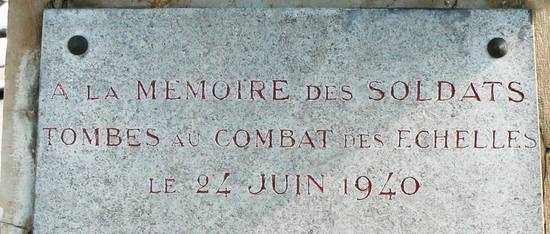 A LA MEMOIRE DES SOLDATS
TOMBES AU COMBAT DES ECHELLES
LE 24 JUIN 1940